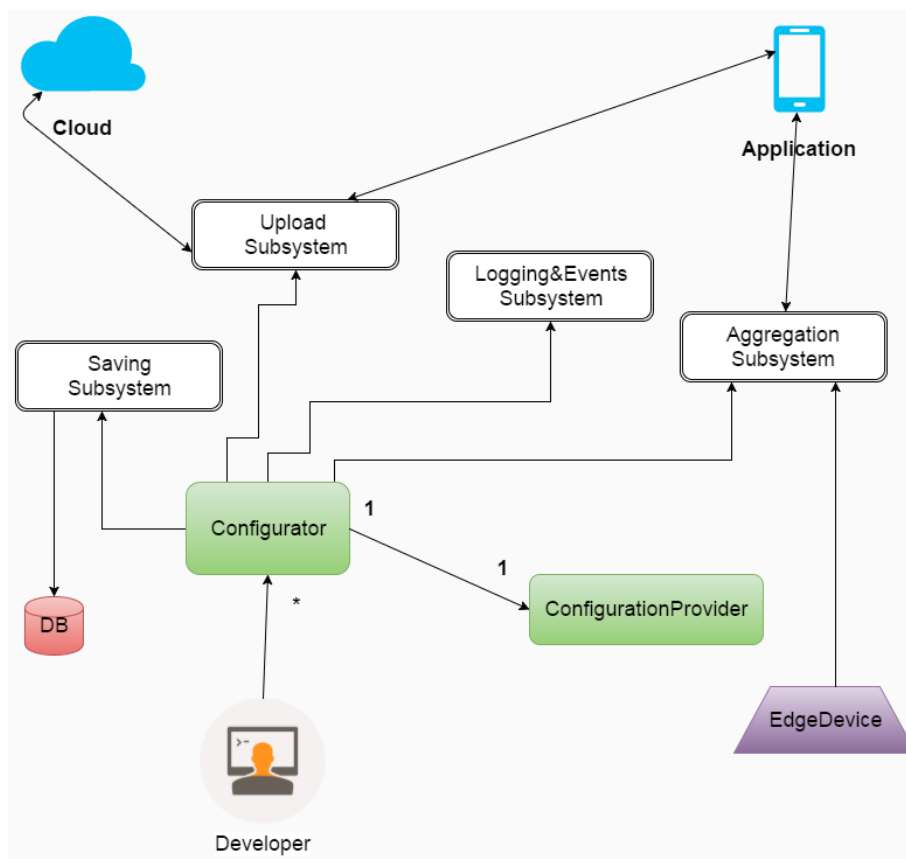 Cloud
Application
Upload
Subsystem
Logging&Events
Subsystem
Aggregation
Subsystem
Saving
Subsystem
Configurator
1
1
ConfigurationProvider
*
DB
EdgeDevice
>-
Developer